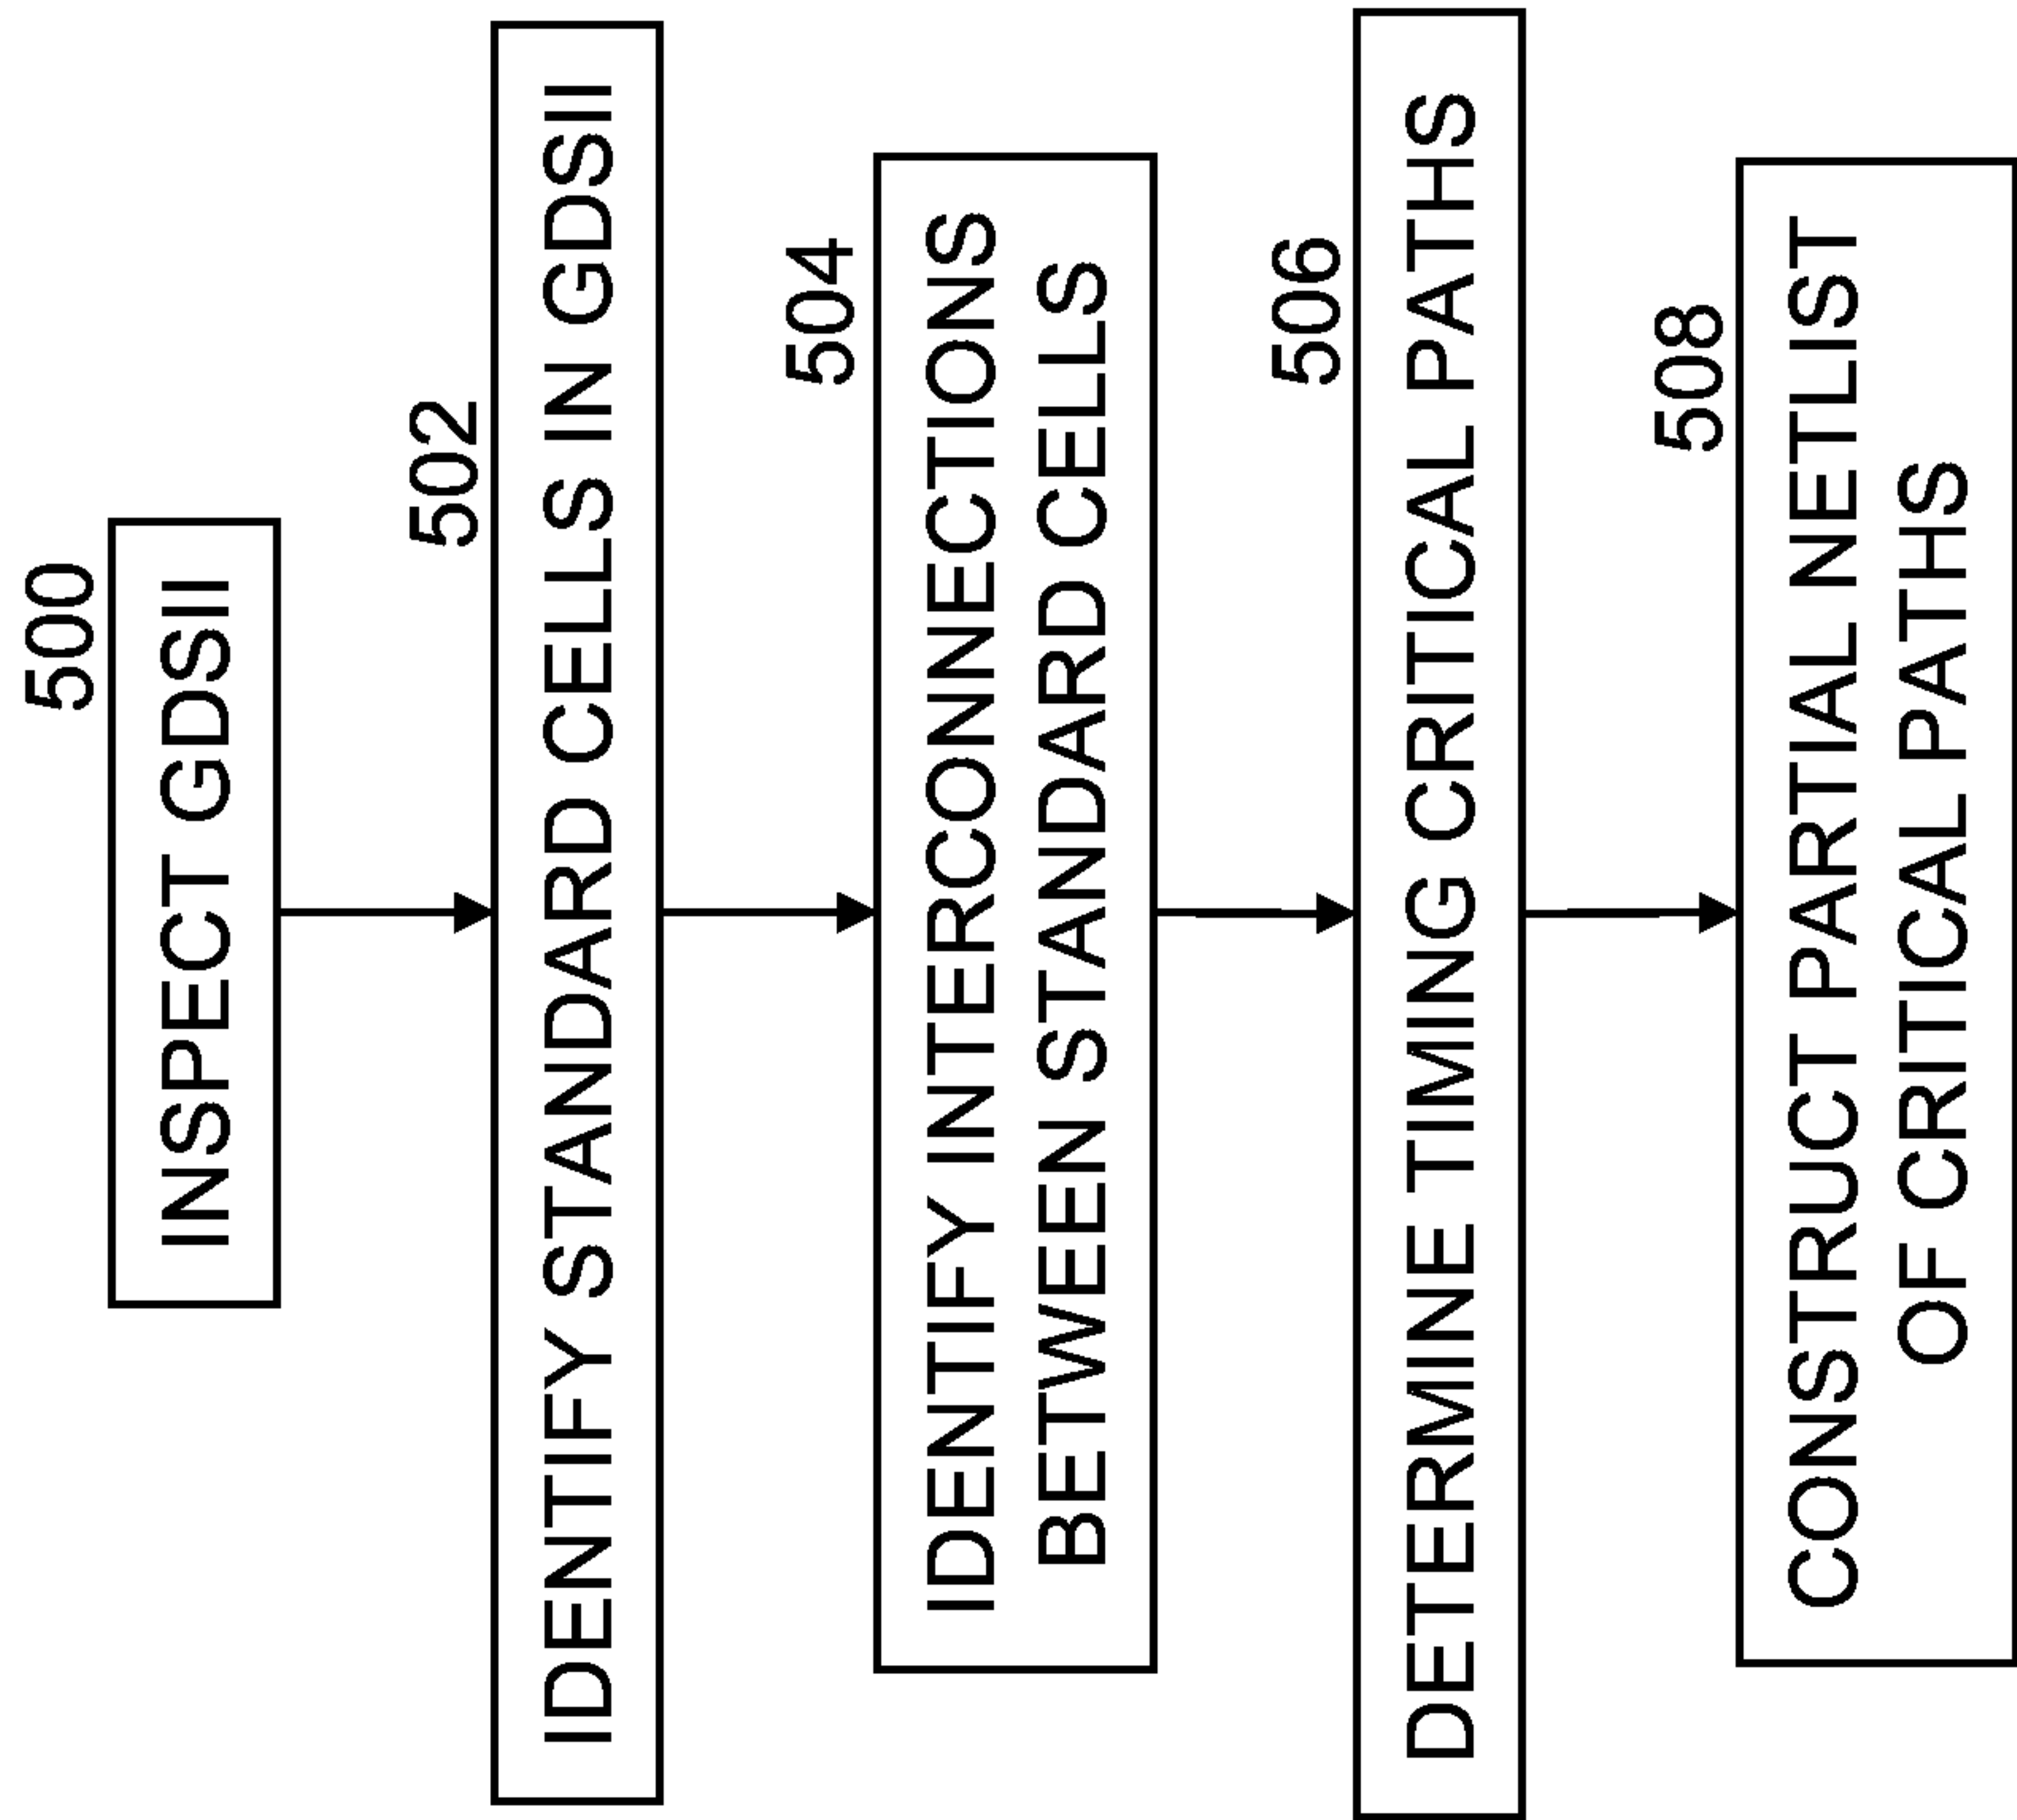 500
INSPECT GDSII
502
IDENTIFY STANDARD CELLS IN GDSII
504
IDENTIFY INTERCONNECTIONS
BETWEEN STANDARD CELLS
506
DETERMINE TIMING CRITICAL PATHS
508
CONSTRUCT PARTIAL NETLIST
OF CRITICAL PATHS